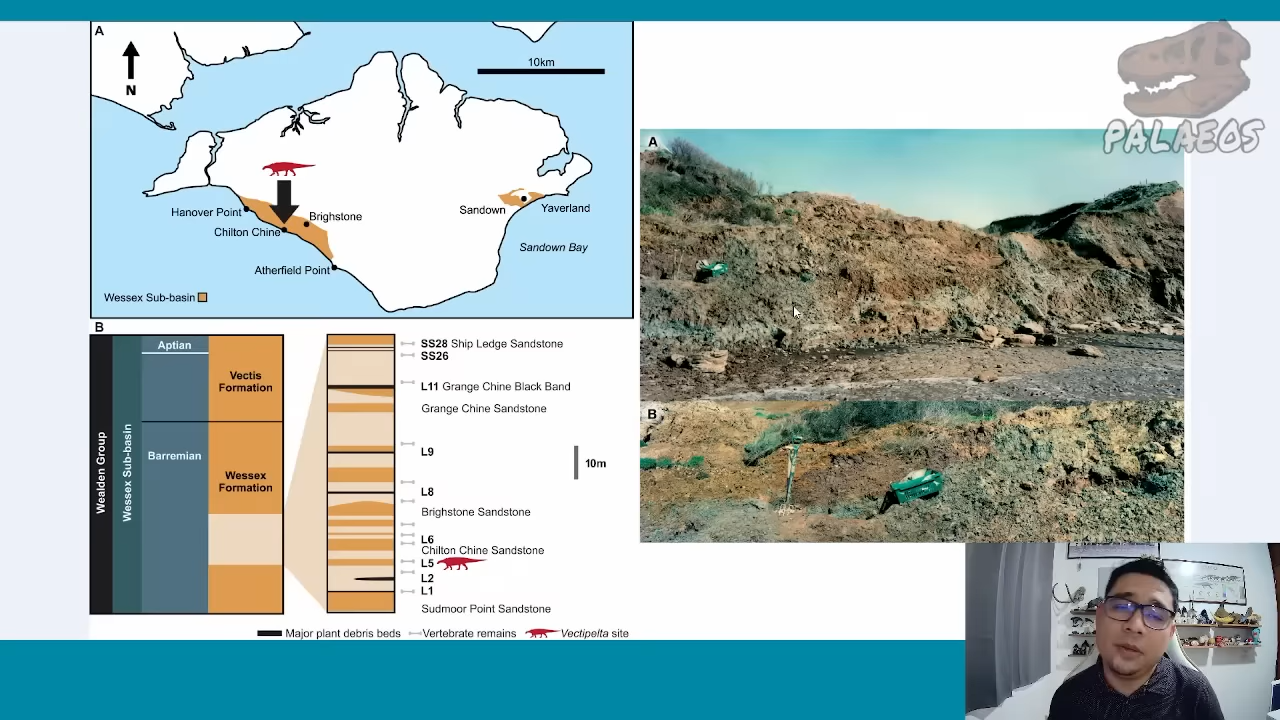 A
N
10km
Hanover Point
Brighstone
Chilton Chine
Atherfield Point
Sandown
Yaverland
Sandown Bay
Wessex Sub-basin
B
Wealden Group
Wessex Sub-basin
Aptian
Barremian
Vectis
Formation
Wessex
Formation
SS28 Ship Ledge Sandstone
SS26
L11 Grange Chine Black Band
Grange Chine Sandstone
L9
L8
Brighstone Sandstone
L6
Chilton Chine Sandstone
L5
L2
L1
Sudmoor Point Sandstone
10m
Major plant debris beds
Vertebrate remains
Vectipelta site
A
B
PALAEOS